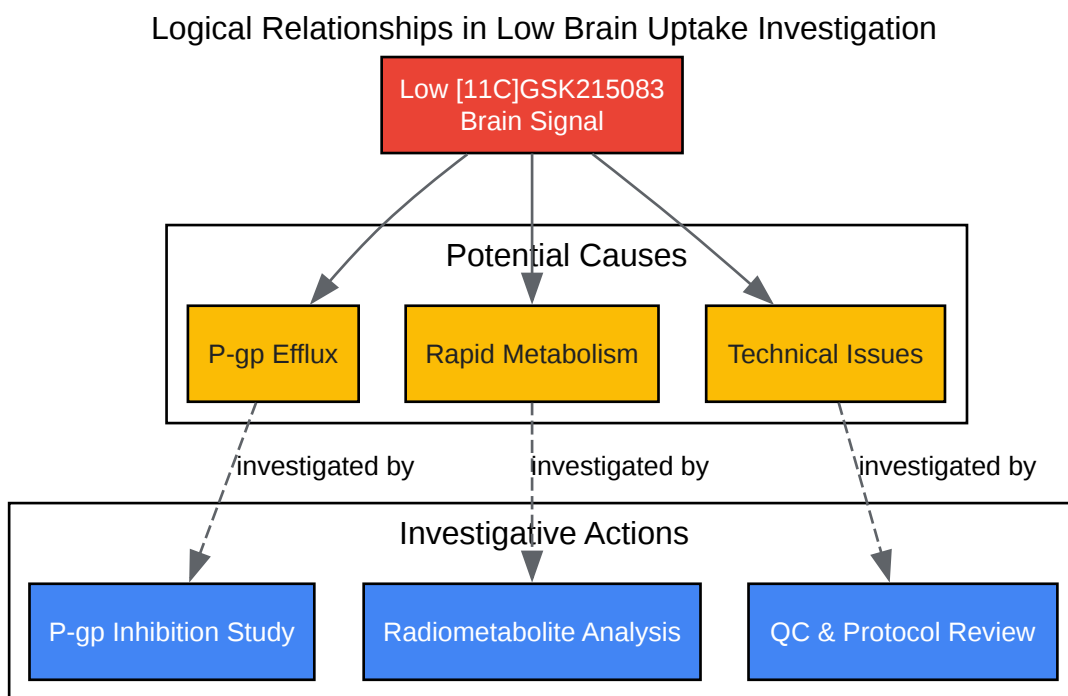 Logical Relationships in Low Brain Uptake Investigation
Low [11C]GSK215083
Brain Signal
Potential Causes
P-gp Efflux
Rapid Metabolism
Technical Issues
investigated by
investigated by
investigated by
Investigative Actions
P-gp Inhibition Study
Radiometabolite Analysis
QC & Protocol Review